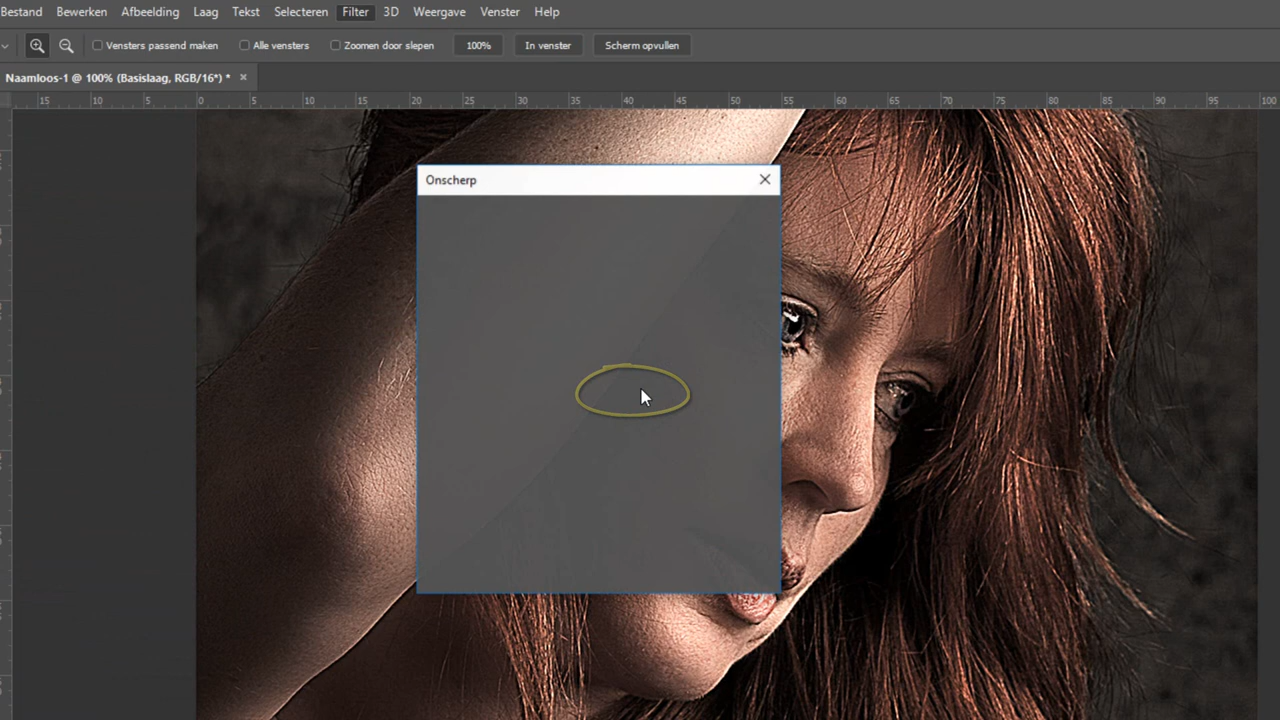 Bestand Bewerken Afbeelding Laag Tekst Selecteren Filter 3D Weergave Venster Help
Vensters passend maken Alle vensters Zoomen door slepen 100% In venster Scherm opvullen
Naamloos-1 @ 100% (Basislaag, RGB/16*) * ×
15 10 5 0 5 10 15 20 25 30 35 40 45 50 55 60 65 70 75 80 85 90 95 100
Onscherp